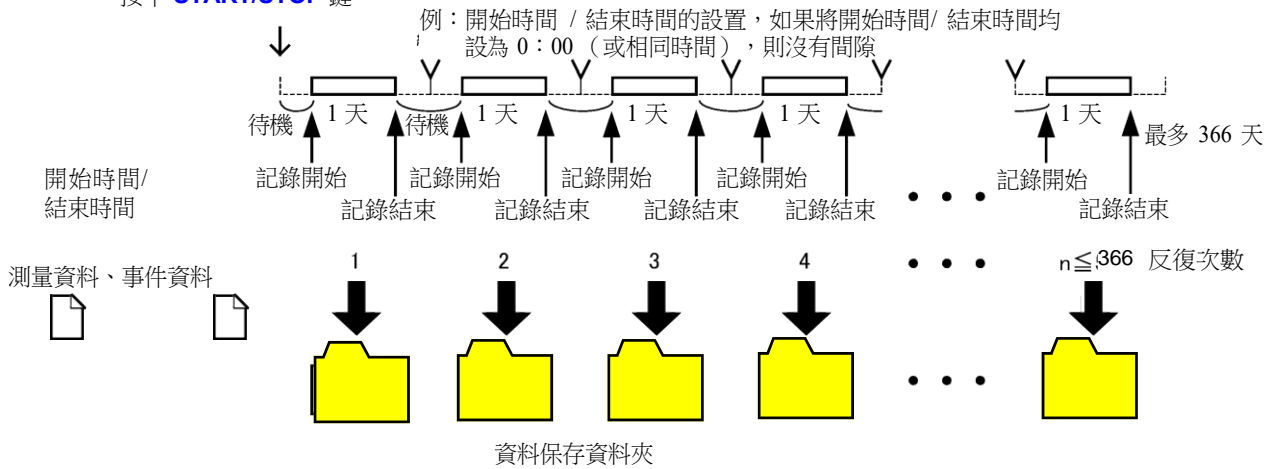 按下 START/STOP 鍵
例：開始時間 / 結束時間的設置，如果將開始時間/ 結束時間均
設為 0：00（或相同時間），則沒有間隙
待機 1 天 待機 1 天 1 天 1 天 1 天
最多 366 天
開始時間/
結束時間
記錄開始 記錄開始 記錄開始 記錄開始 記錄開始
記錄結束 記錄結束 記錄結束 記錄結束 記錄結束
測量資料、事件資料
1 2 3 4 n≦366 反復次數
資料保存資料夾